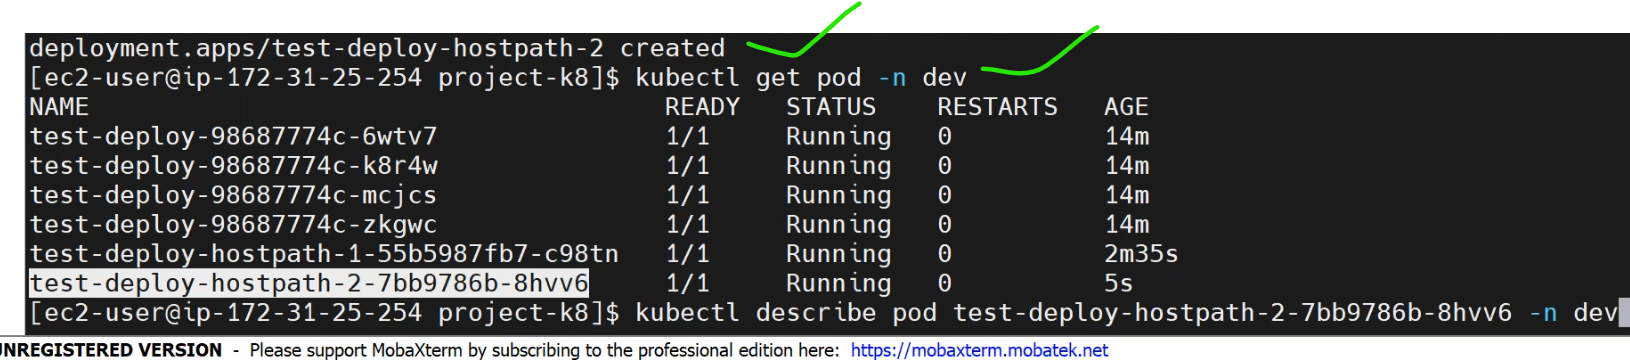 deployment.apps/test-deploy-hostpath-2 created
[ec2-user@ip-172-31-25-254 project-k8]$ kubectl get pod -n dev
NAME READY STATUS RESTARTS AGE
test-deploy-98687774c-6wtv7 1/1 Running 0 14m
test-deploy-98687774c-k8r4w 1/1 Running 0 14m
test-deploy-98687774c-mcjcs 1/1 Running 0 14m
test-deploy-98687774c-zkgwc 1/1 Running 0 14m
test-deploy-hostpath-1-55b5987fb7-c98tn 1/1 Running 0 2m35s
test-deploy-hostpath-2-7bb9786b-8hvv6 1/1 Running 0 5s
[ec2-user@ip-172-31-25-254 project-k8]$ kubectl describe pod test-deploy-hostpath-2-7bb9786b-8hvv6 -n dev
UNREGISTERED VERSION - Please support MobaXterm by subscribing to the professional edition here: https://mobaxterm.mobatek.net